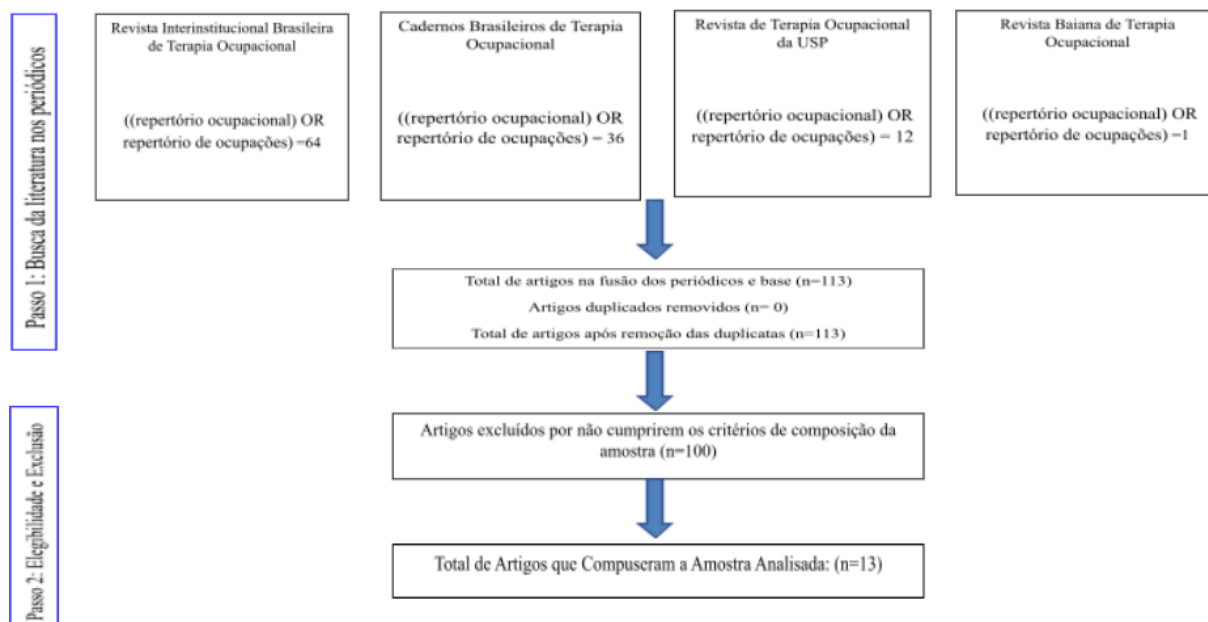 Passo 1: Busca da literatura nos periódicos
Revista Interinstitucional Brasileira
de Terapia Ocupacional
((repertório ocupacional) OR
repertório de ocupações) =64
Cadernos Brasileiros de Terapia
Ocupacional
((repertório ocupacional) OR
repertório de ocupações) = 36
Revista de Terapia Ocupacional
da USP
((repertório ocupacional) OR
repertório de ocupações) = 12
Revista Baiana de Terapia
Ocupacional
((repertório ocupacional) OR
repertório de ocupações) =1
Total de artigos na fusão dos periódicos e base (n=113)
Artigos duplicados removidos (n= 0)
Total de artigos após remoção das duplicatas (n=113)
Passo 2: Elegibilidade e Exclusão
Artigos excluídos por não cumprirem os critérios de composição da
amostra (n=100)
Total de Artigos que Compuseram a Amostra Analisada: (n=13)